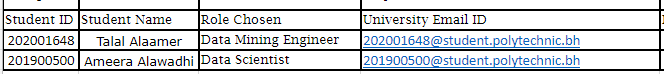 Student ID Student Name Role Chosen University Email ID
202001648 Talal Alaamer Data Mining Engineer 202001648@student.polytechnic.bh
201900500 Ameera Alawadhi Data Scientist 201900500@student.polytechnic.bh